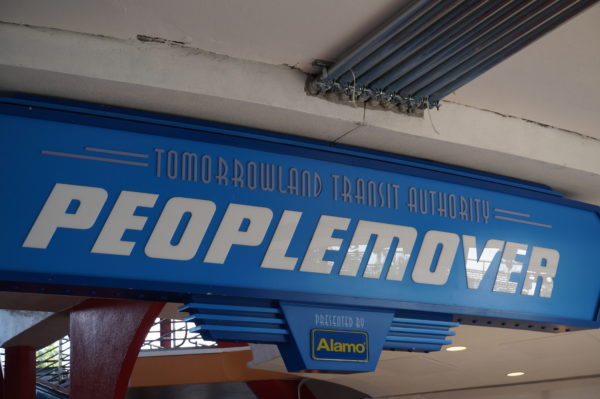 TOMORROWLAND TRANSIT AUTHORITY
PEOPLEMOVER
PRESENTED BY
Alamo